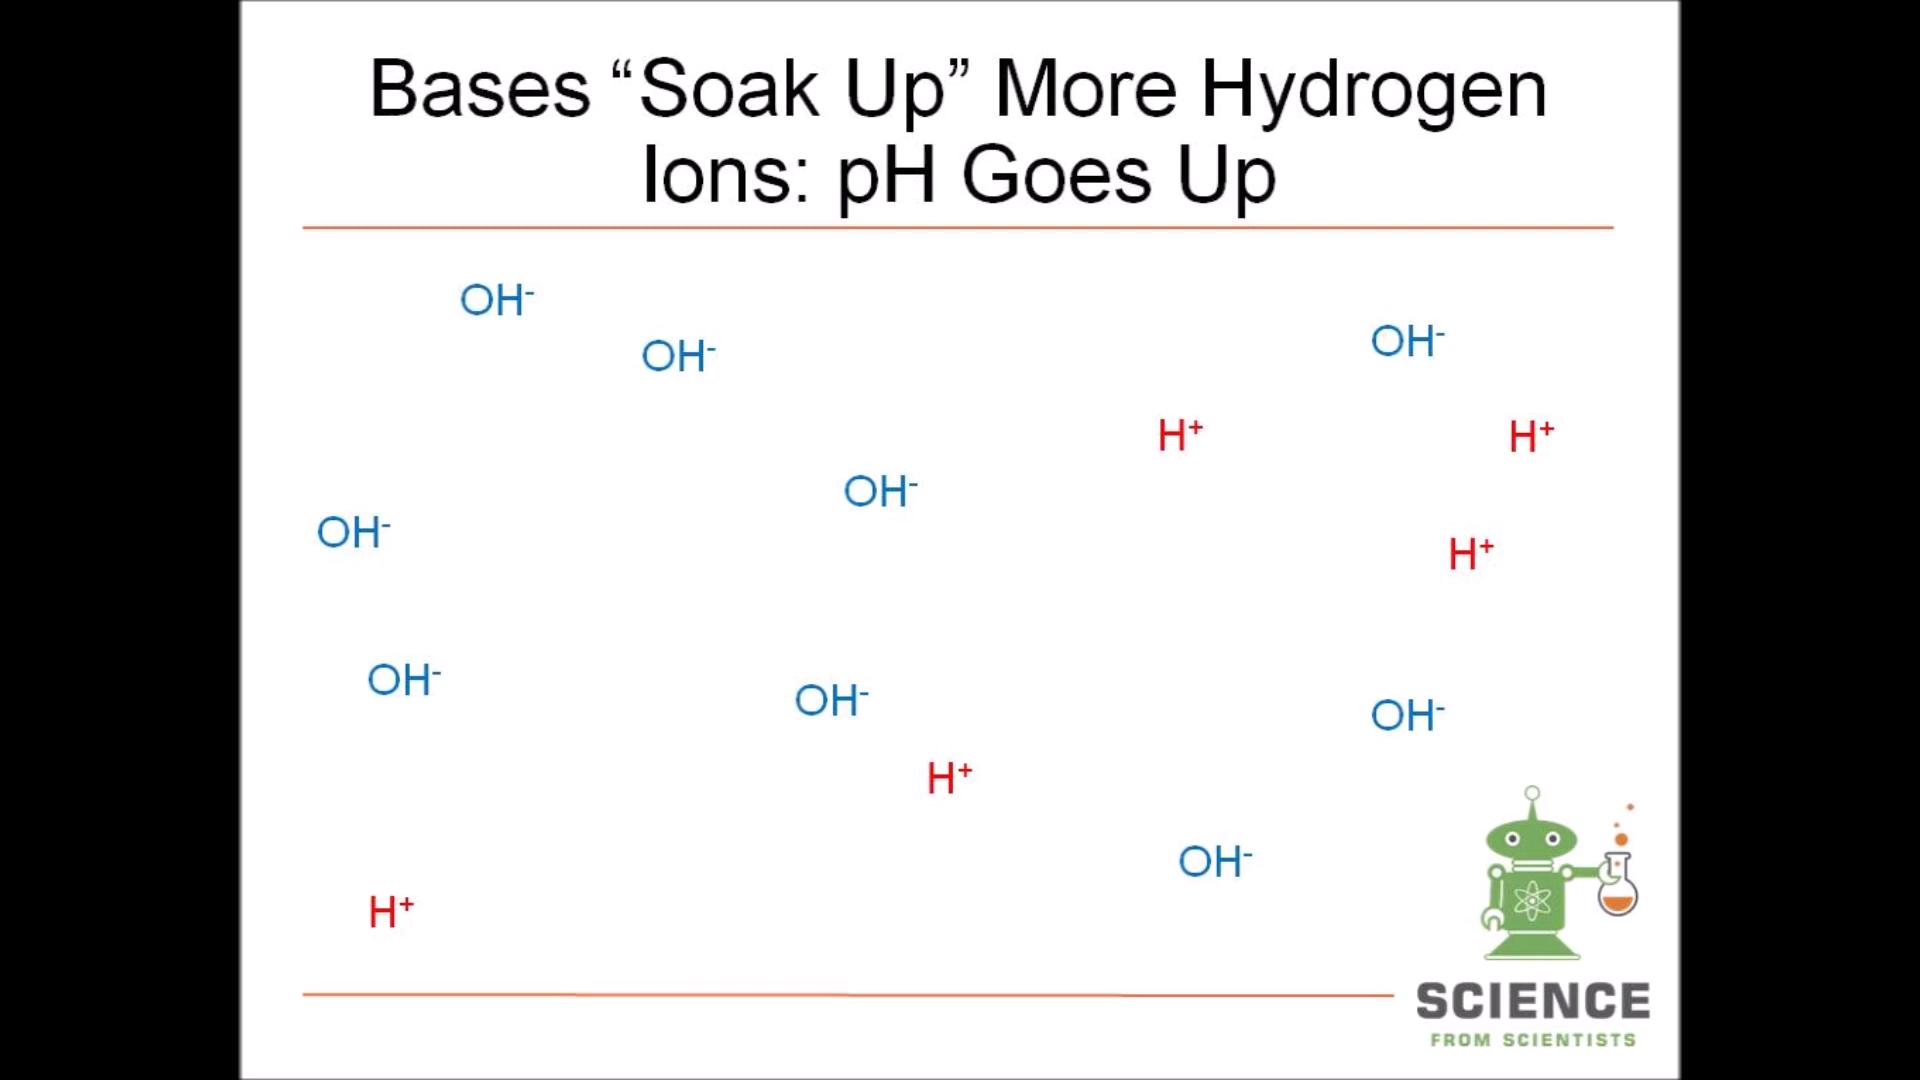 Bases “Soak Up” More Hydrogen
Ions: pH Goes Up
OH⁻
OH⁻
OH⁻
H⁺
H⁺
OH⁻
OH⁻
H⁺
OH⁻
OH⁻
OH⁻
H⁺
OH⁻
H⁺
SCIENCE
FROM SCIENTISTS